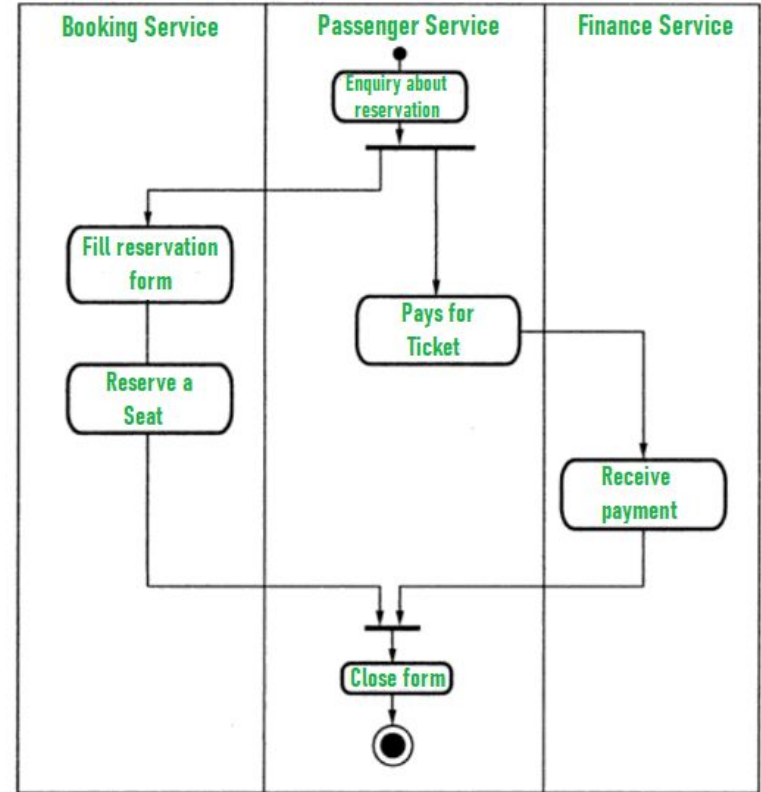 Booking Service
Passenger Service
Finance Service
Enquiry about
reservation
Fill reservation
form
Pays for
Ticket
Reserve a
Seat
Receive
payment
Close form